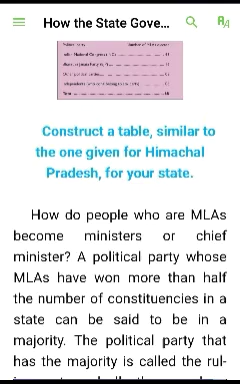 How the State Gove...
Construct a table, similar to
the one given for Himachal
Pradesh, for your state.
How do people who are MLAs
become ministers or chief
minister? A political party whose
MLAs have won more than half
the number of constituencies in a
state can be said to be in a
majority. The political party that
has the majority is called the rul-